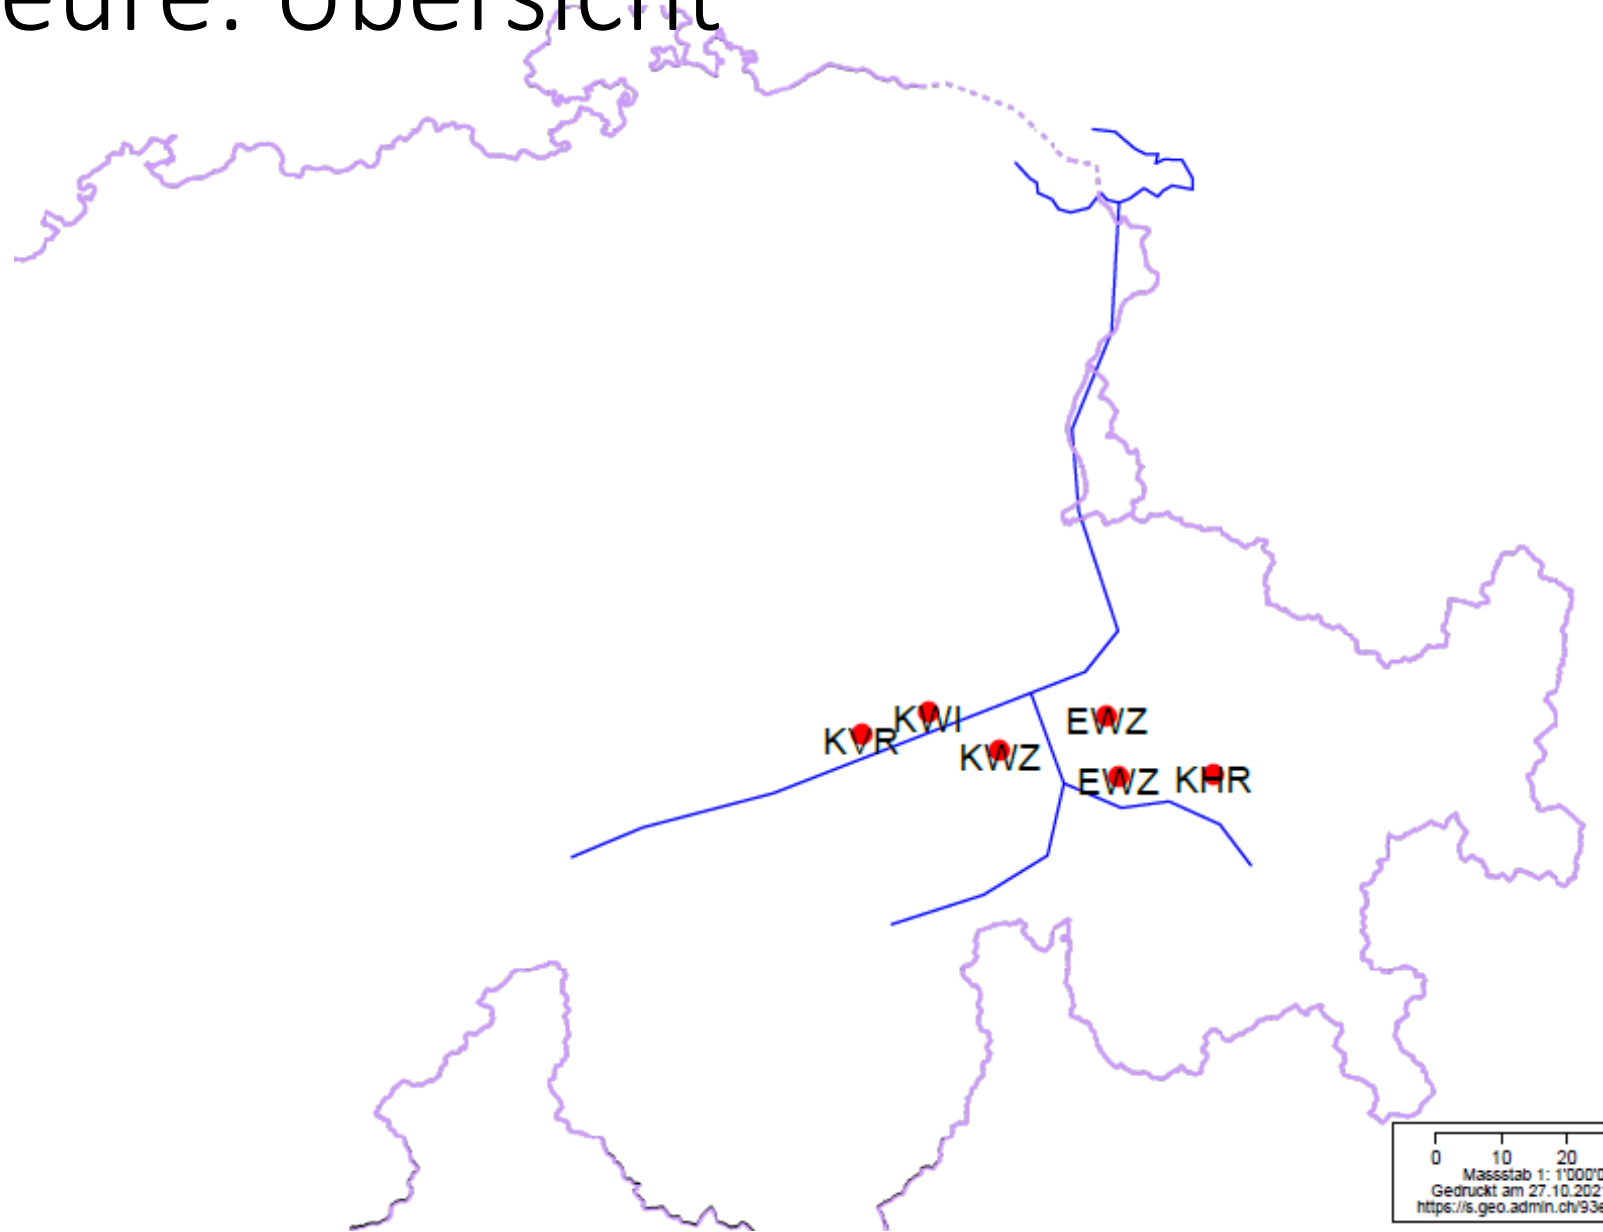 eure: Übersicht
KWI
KVR
EWZ
KWZ
EWZ
KHR
0 10 20
Massstab 1: 1'000'0
Gedruckt am 27.10.202
https://s.geo.admin.ch/93e